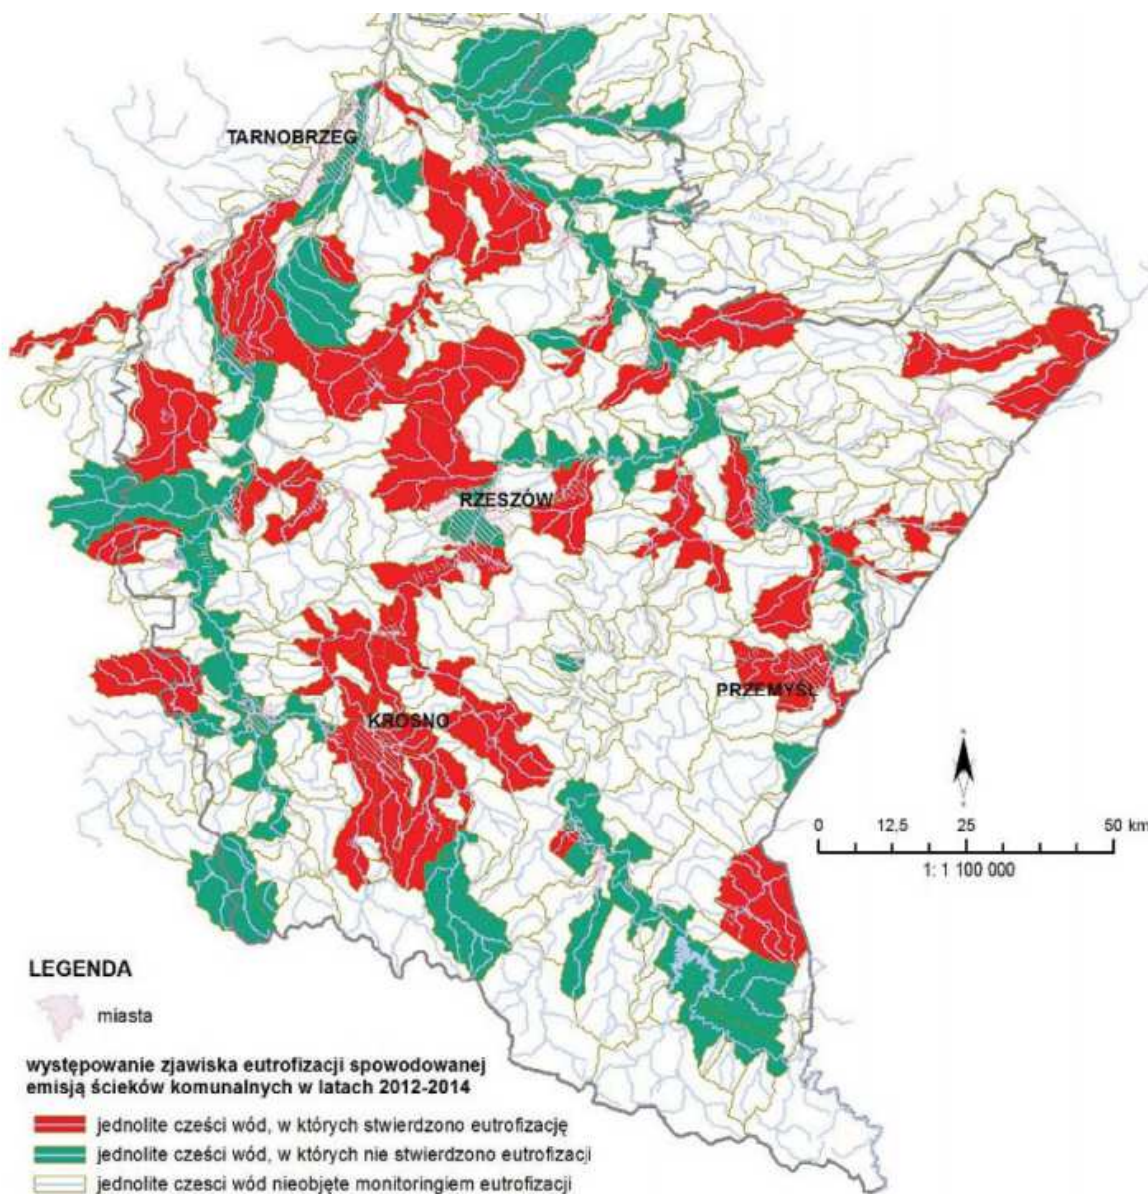 TARNOBRZEG
RZESZÓW
PRZEMYŚL
KROSNO
0 12,5 25 50 km
1: 1 100 000
LEGENDA
miasta
występowanie zjawiska eutrofizacji spowodowanej
emisją ścieków komunalnych w latach 2012-2014
jednolite cześci wód, w których stwierdzono eutrofizację
jednolite cześci wód, w których nie stwierdzono eutrofizacji
jednolite czesci wód nieobjęte monitoringiem eutrofizacji